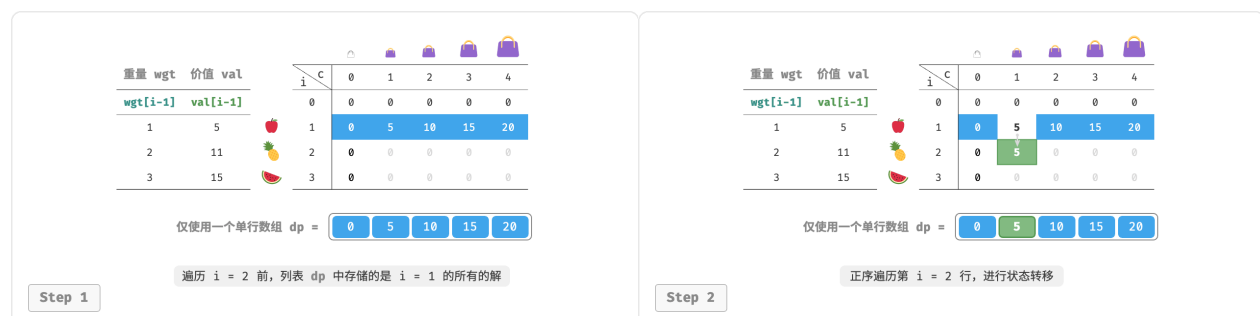 重量 wgt 价值 val
i C 0 1 2 3 4
wgt[i-1] val[i-1]
0 0 0 0 0 0
1 5 1 0 5 10 15 20
2 11 2 0 0 0 0 0
3 15 3 0 0 0 0 0
仅使用一个单行数组 dp = 0 5 10 15 20
遍历 i = 2 前，列表 dp 中存储的是 i = 1 的所有的解
Step 1
重量 wgt 价值 val
i C 0 1 2 3 4
wgt[i-1] val[i-1]
0 0 0 0 0 0
1 5 1 0 5 10 15 20
2 11 2 0 5 0 0 0
3 15 3 0 0 0 0 0
仅使用一个单行数组 dp = 0 5 10 15 20
正序遍历第 i = 2 行，进行状态转移
Step 2